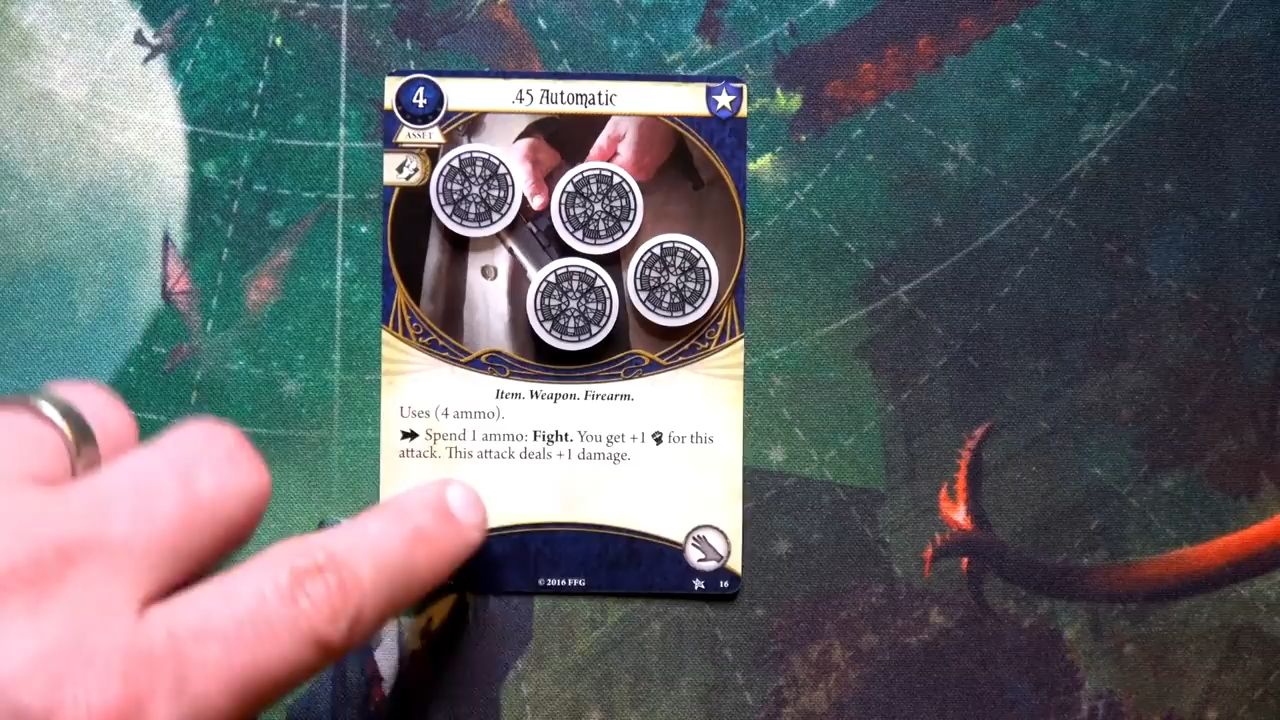 4
.45 Automatic
ASSET
Item. Weapon. Firearm.
Uses (4 ammo).
Spend 1 ammo: Fight. You get +1 for this
attack. This attack deals +1 damage.
© 2016 FFG
16